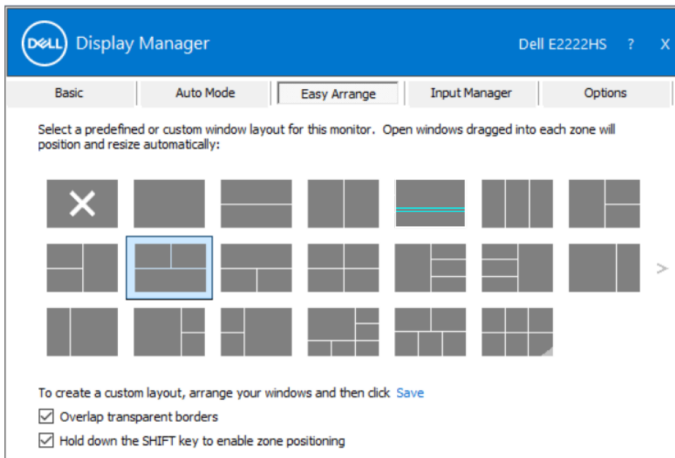 DELL Display Manager Dell E2222HS ? X
Basic Auto Mode Easy Arrange Input Manager Options
Select a predefined or custom window layout for this monitor. Open windows dragged into each zone will
position and resize automatically:
>
To create a custom layout, arrange your windows and then click Save
Overlap transparent borders
Hold down the SHIFT key to enable zone positioning